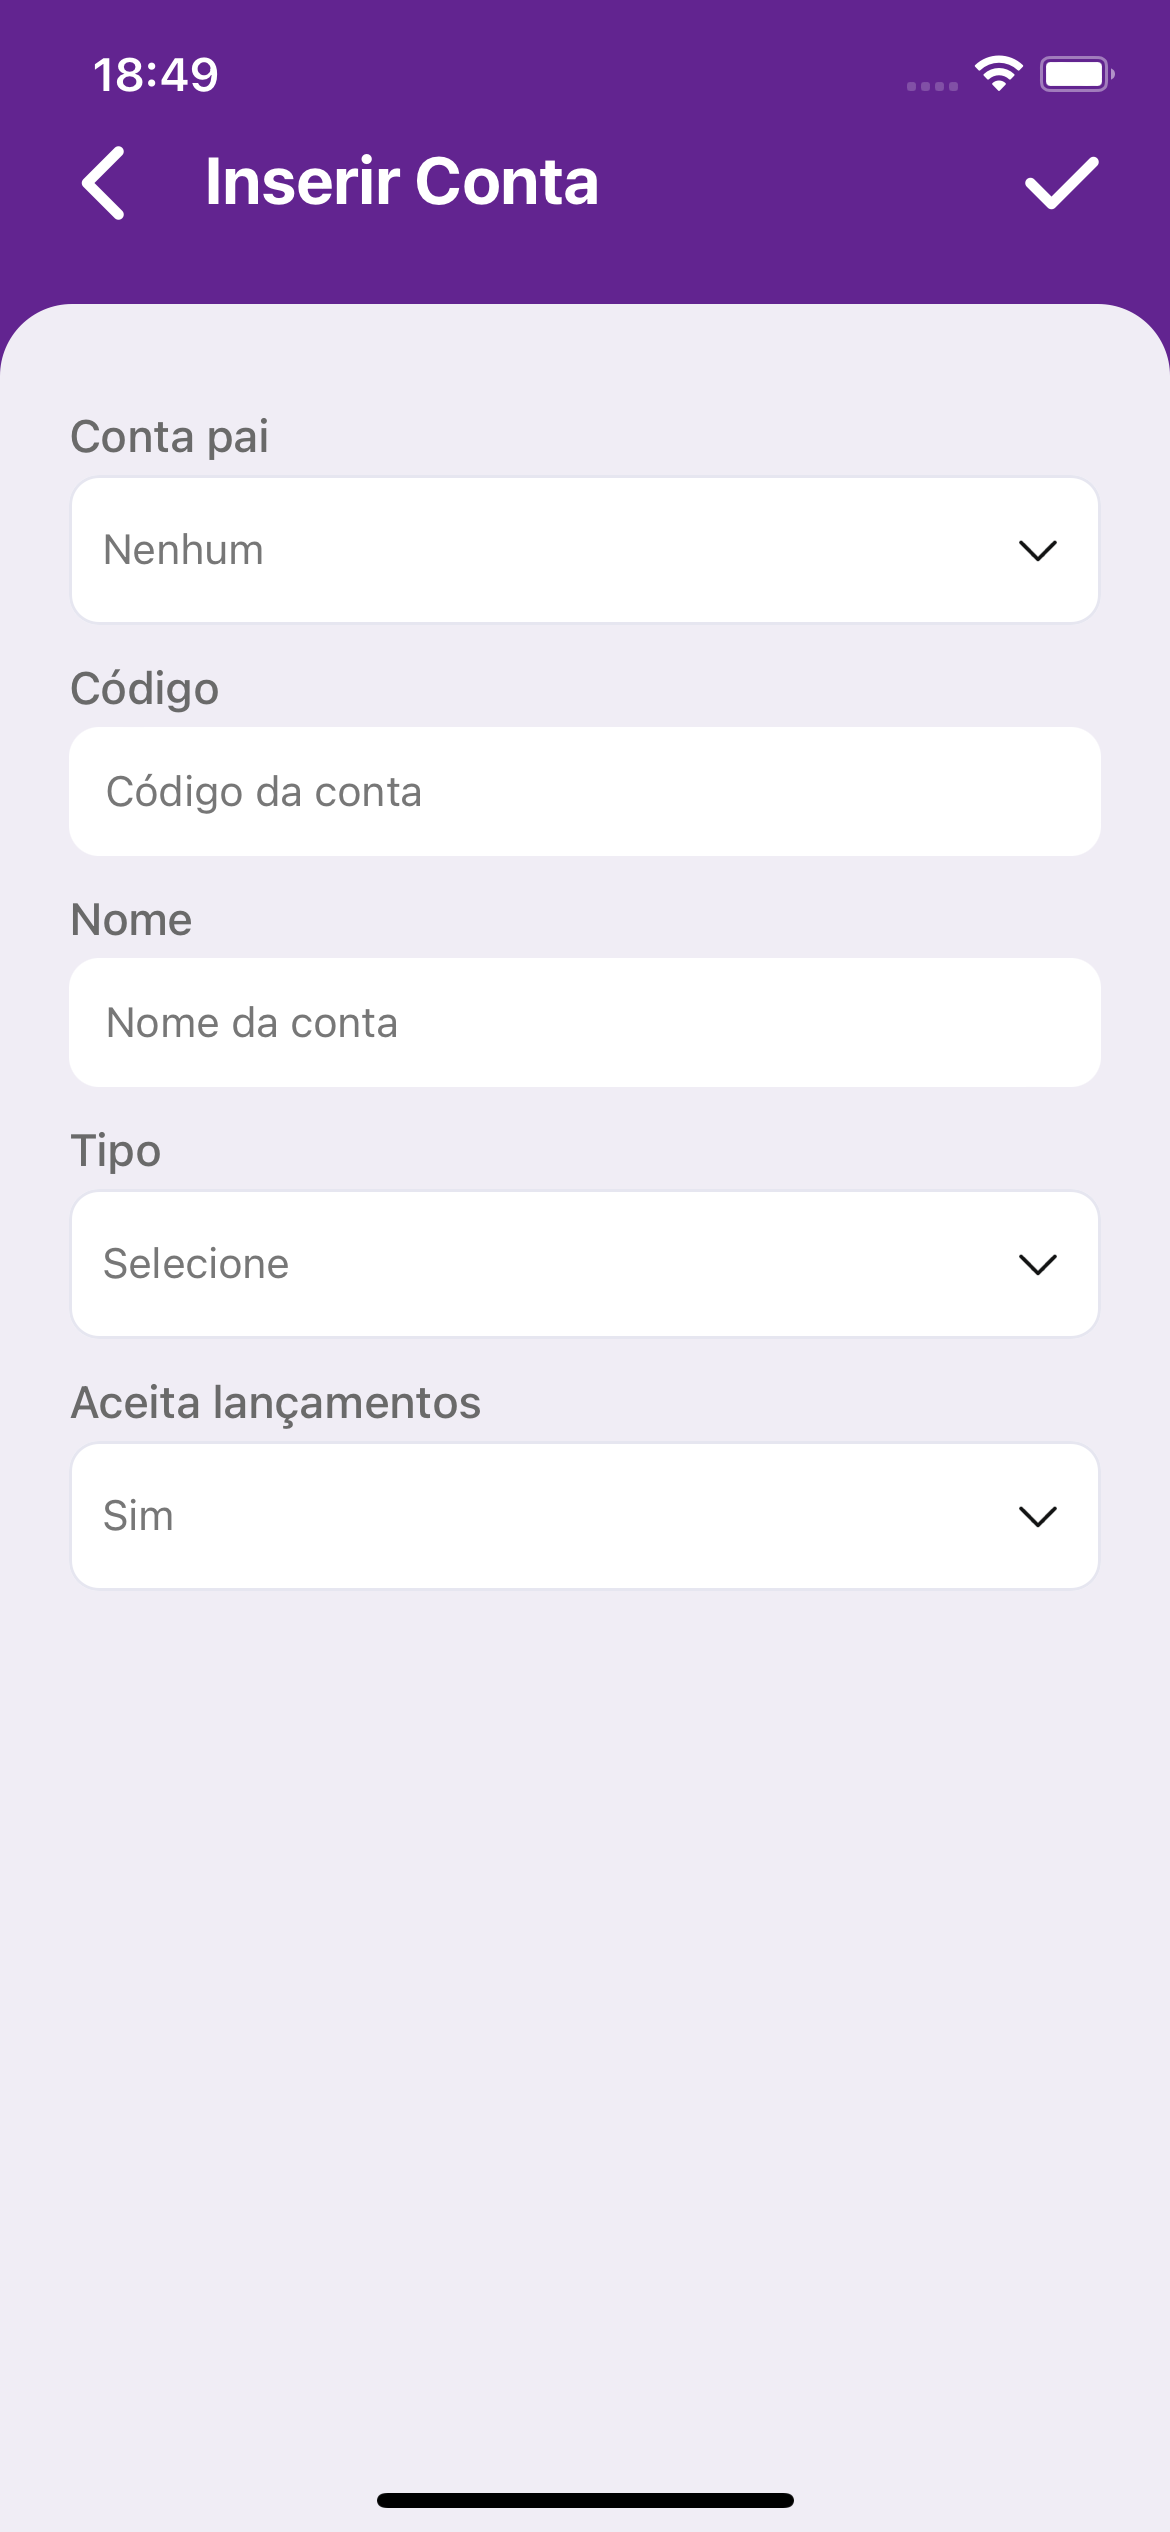 18:49
Inserir Conta
Conta pai
Nenhum
Código
Código da conta
Nome
Nome da conta
Tipo
Selecione
Aceita lançamentos
Sim